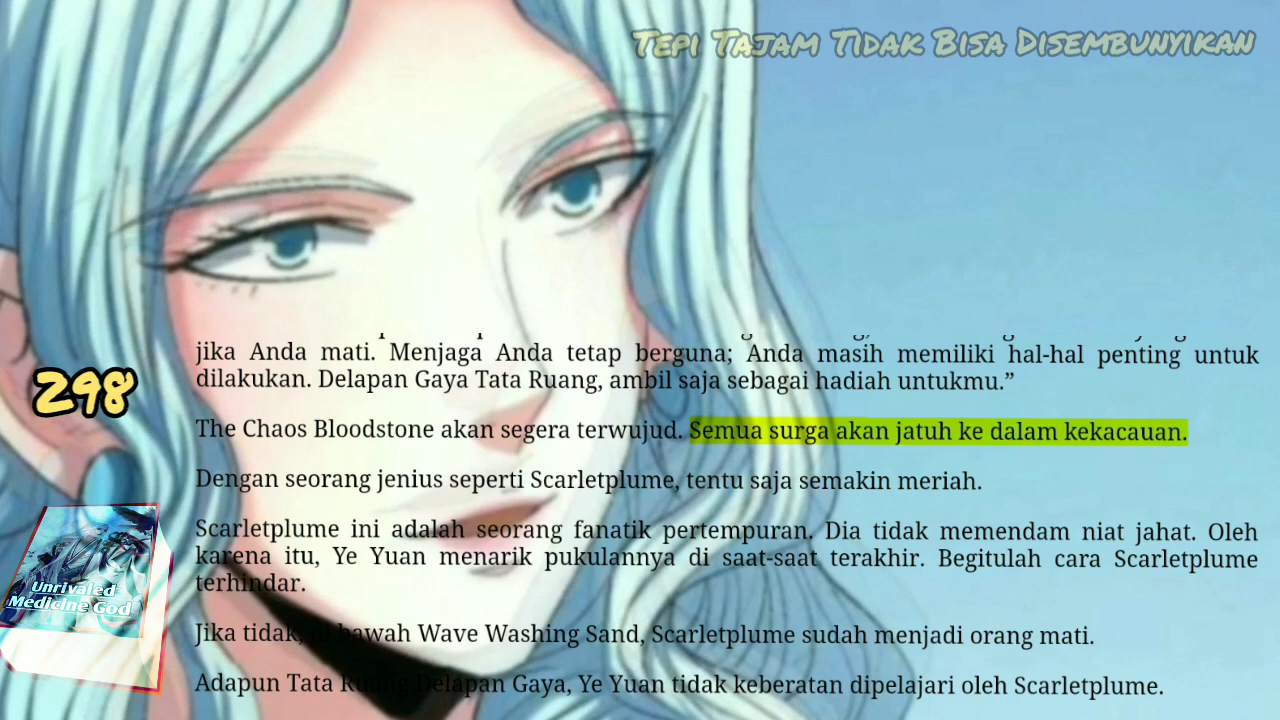 Tepi Tajam Tidak Bisa Disembunyikan
jika Anda mati. Menjaga Anda tetap berguna; Anda masih memiliki hal-hal penting untuk
dilakukan. Delapan Gaya Tata Ruang, ambil saja sebagai hadiah untukmu.”
298
The Chaos Bloodstone akan segera terwujud. Semua surga akan jatuh ke dalam kekacauan.
Dengan seorang jenius seperti Scarletplume, tentu saja semakin meriah.
Scarletplume ini adalah seorang fanatik pertempuran. Dia tidak memendam niat jahat. Oleh
karena itu, Ye Yuan menarik pukulannya di saat-saat terakhir. Begitulah cara Scarletplume
terhindar.
Unrivaled
Medicine God
Jika tidak, di bawah Wave Washing Sand, Scarletplume sudah menjadi orang mati.
Adapun Tata Ruang Delapan Gaya, Ye Yuan tidak keberatan dipelajari oleh Scarletplume.